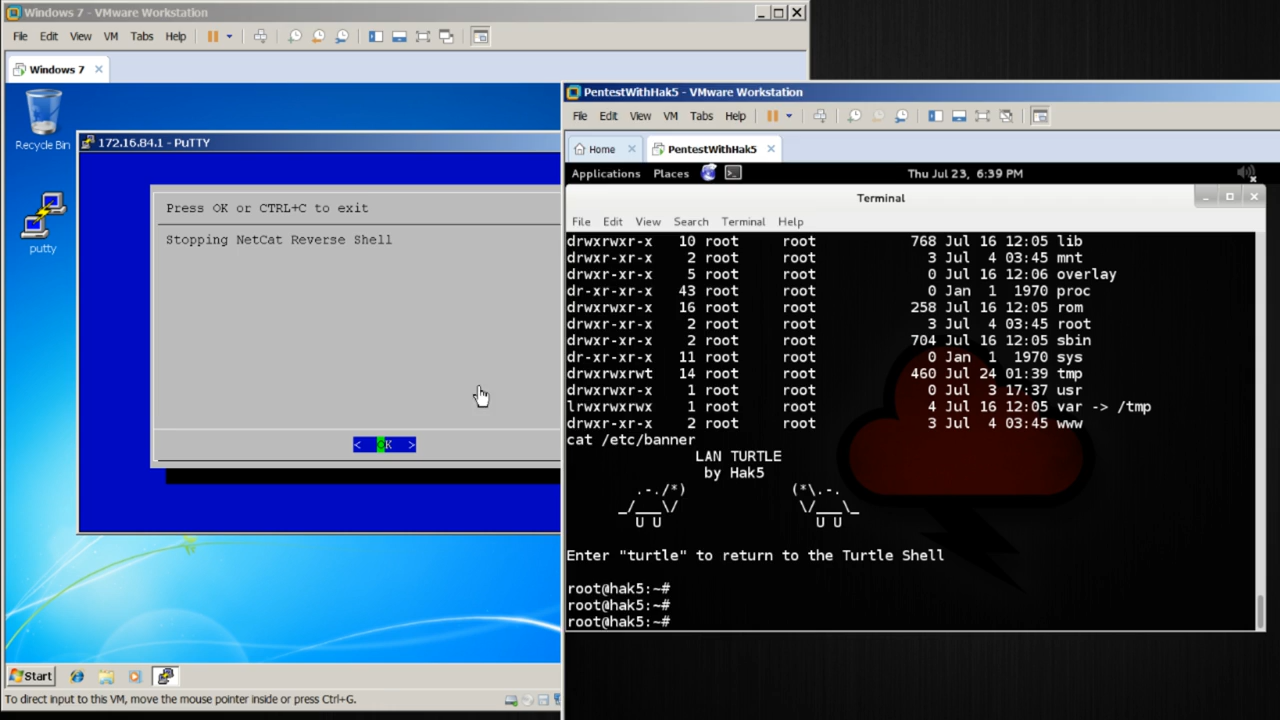 Windows 7 - VMware Workstation
File Edit View VM Tabs Help
Windows 7
Recycle Bin
putty
172.16.84.1 - PuTTY
Press OK or CTRL+C to exit
Stopping NetCat Reverse Shell
< OK >
Start
To direct input to this VM, move the mouse pointer inside or press Ctrl+G.
PentestWithHak5 - VMware Workstation
File Edit View VM Tabs Help
Home PentestWithHak5
Applications Places Thu Jul 23, 6:39 PM
Terminal
File Edit View Search Terminal Help
drwxrwxr-x 10 root root 768 Jul 16 12:05 lib
drwxr-xr-x 2 root root 3 Jul 4 03:45 mnt
drwxr-xr-x 5 root root 0 Jul 16 12:06 overlay
dr-xr-xr-x 43 root root 0 Jan 1 1970 proc
drwxrwxr-x 16 root root 258 Jul 16 12:05 rom
drwxr-xr-x 2 root root 3 Jul 4 03:45 root
drwxrwxr-x 2 root root 704 Jul 16 12:05 sbin
dr-xr-xr-x 11 root root 0 Jan 1 1970 sys
drwxrwxrwt 14 root root 460 Jul 24 01:39 tmp
drwxrwxr-x 1 root root 0 Jul 3 17:37 usr
lrwxrwxrwx 1 root root 4 Jul 16 12:05 var -> /tmp
drwxr-xr-x 2 root root 3 Jul 4 03:45 www
cat /etc/banner
LAN TURTLE
by Hak5
.-./*) (*\.-.
_/___\/ \/___\_
U U U U
Enter "turtle" to return to the Turtle Shell
root@hak5:~#
root@hak5:~#
root@hak5:~#